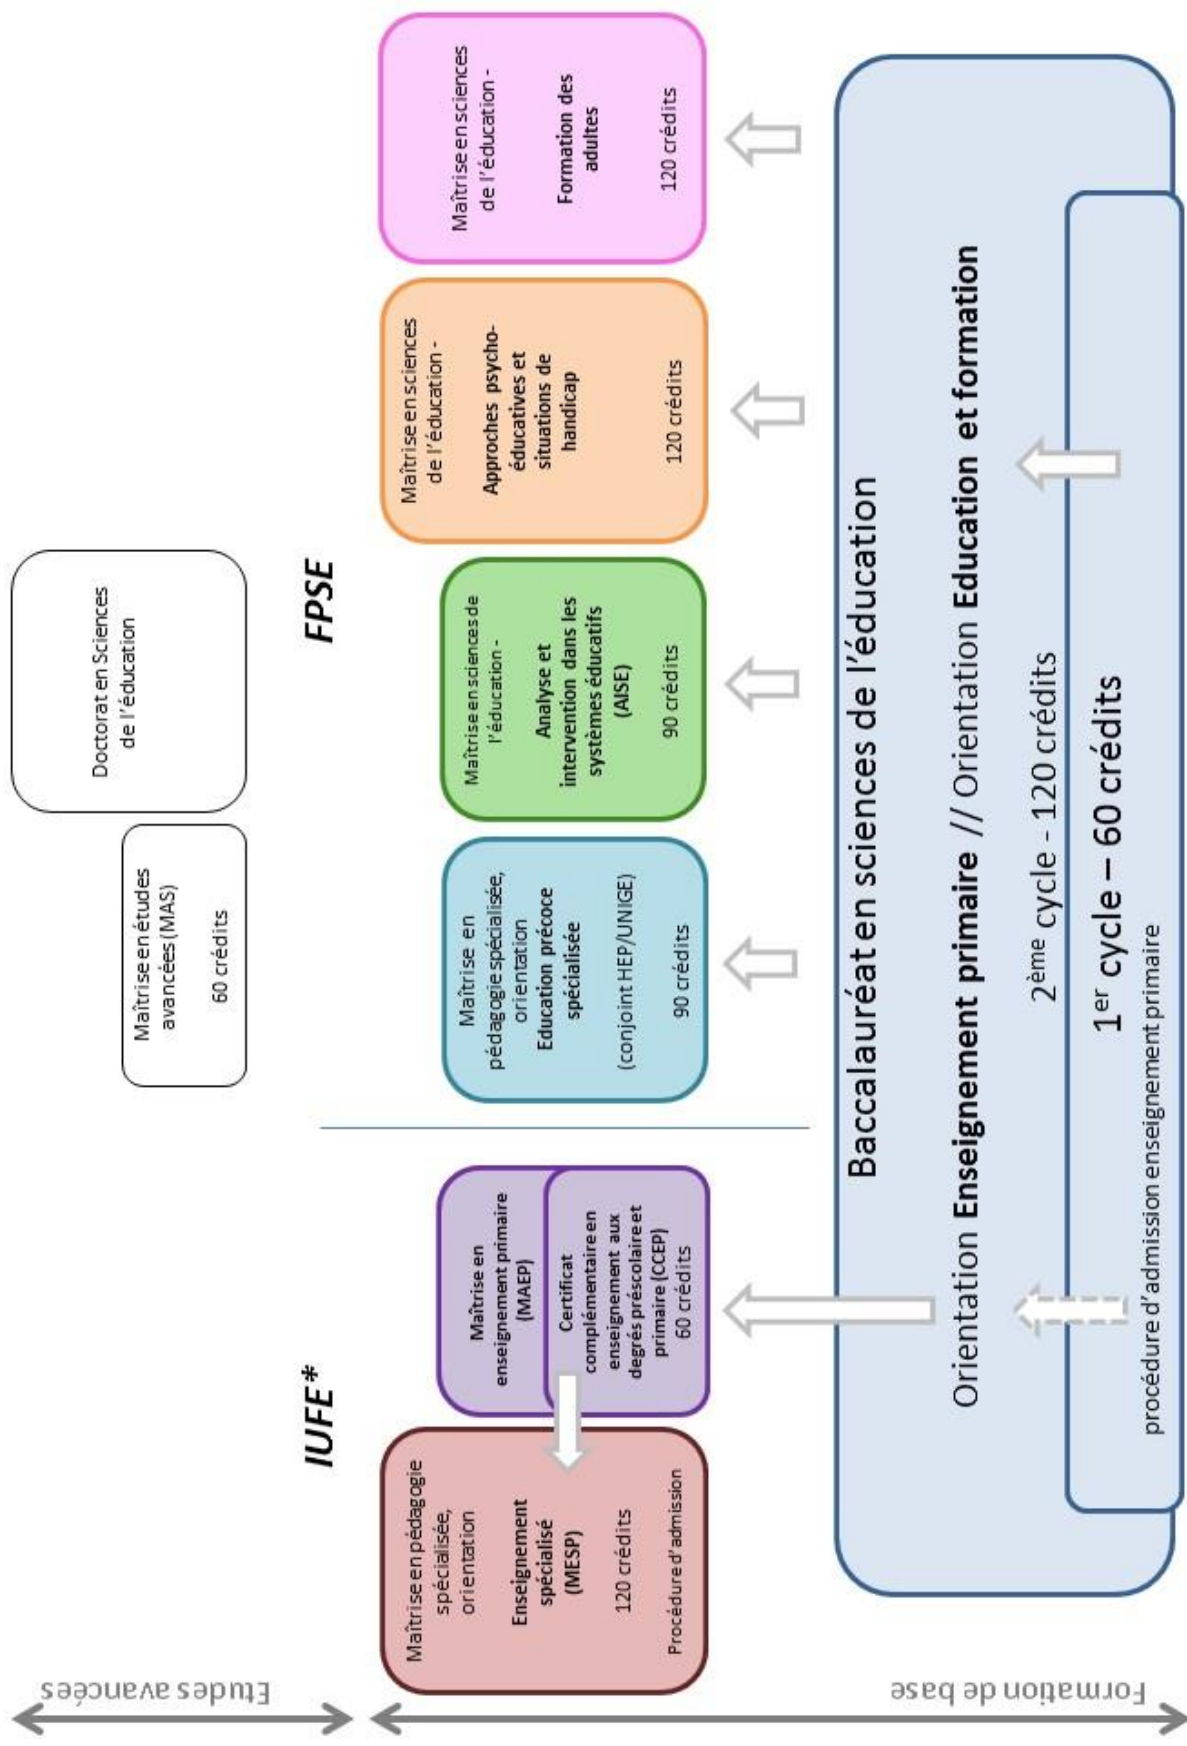 Etudes avancées
Formation de base
Maîtrise en études
avancées (MAS)
60 crédits
Doctorat en Sciences
de l'éducation
IUFE*
FPSE
Maîtrise en pédagogie
spécialisée,
orientation
Enseignement
spécialisé
(MESP)
120 crédits
Procédure d'admission
Maîtrise en
enseignement primaire
(MAEP)
Certificat
complémentaire en
enseignement aux
degrés préscolaire et
primaire (CCEP)
60 crédits
Maîtrise en
pédagogie spécialisée,
orientation
Education précoce
spécialisée
(conjoint HEP/UNIGE)
90 crédits
Maîtrise en sciences de
l'éducation -
Analyse et
intervention dans les
systèmes éducatifs
(AISE)
90 crédits
Maîtrise en sciences
de l'éducation -
Approches psycho-
éducatives et
situations de
handicap
120 crédits
Maîtrise en sciences
de l'éducation -
Formation des
adultes
120 crédits
Baccalauréat en sciences de l'éducation
Orientation Enseignement primaire // Orientation Education et formation
2ème cycle - 120 crédits
1er cycle – 60 crédits
procédure d'admission enseignement primaire